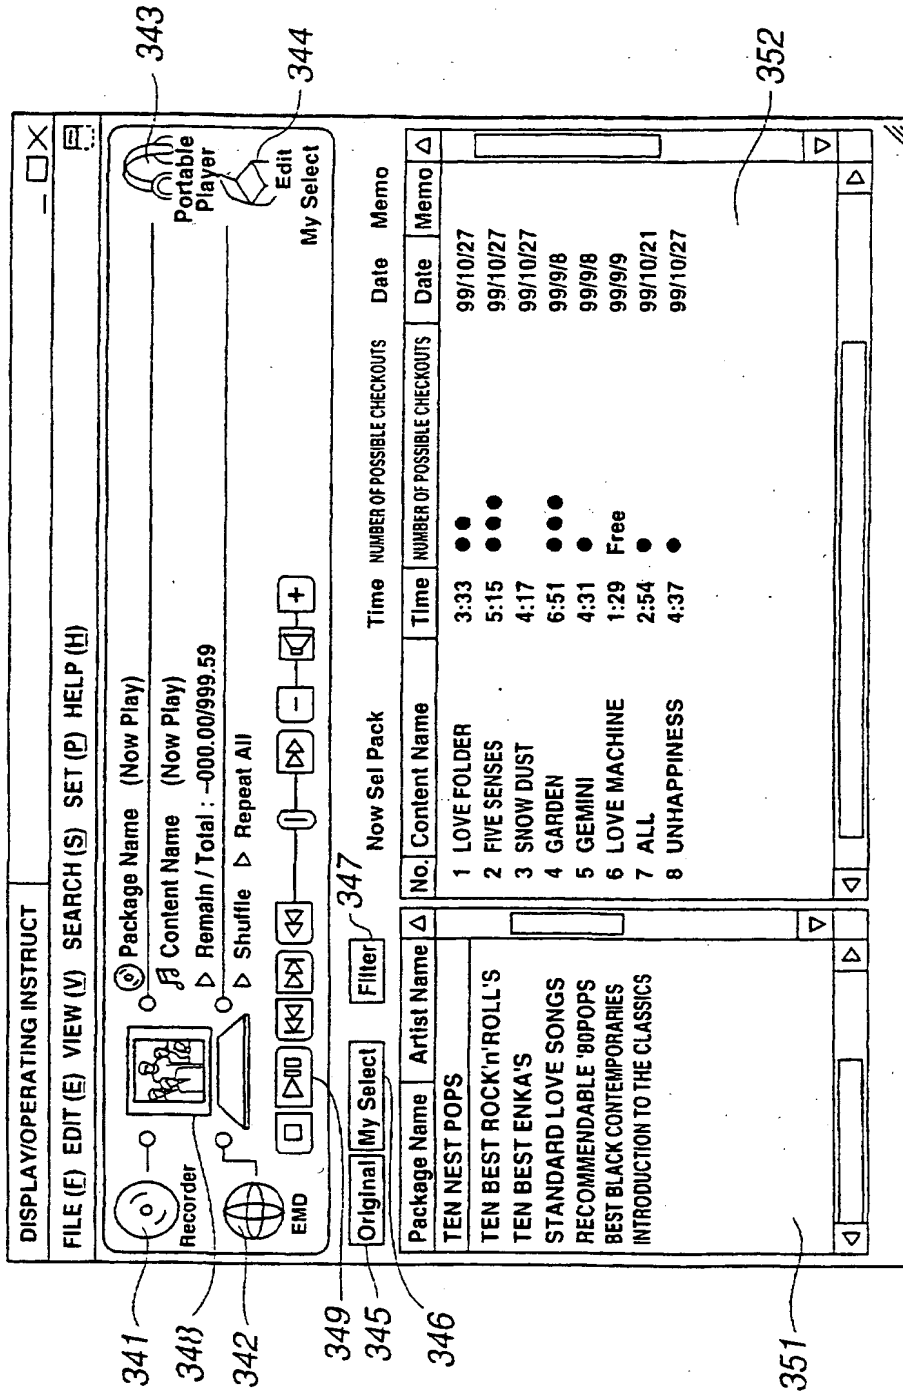 DISPLAY/OPERATING INSTRUCT
FILE (F) EDIT (E) VIEW (V) SEARCH (S) SET (P) HELP (H)
341
348
342
349
345
346
351
343
344
347
352
Recorder
EMD
Package Name (Now Play)
Content Name (Now Play)
Remain / Total : –000.00/999.59
Shuffle Repeat All
Portable
Player
Edit
My Select
Original My Select Filter
Now Sel Pack Time NUMBER OF POSSIBLE CHECKOUTS Date Memo
Package Name Artist Name
TEN NEST POPS
TEN BEST ROCK'n'ROLL'S
TEN BEST ENKA'S
STANDARD LOVE SONGS
RECOMMENDABLE '80POPS
BEST BLACK CONTEMPORARIES
INTRODUCTION TO THE CLASSICS
No. Content Name Time NUMBER OF POSSIBLE CHECKOUTS Date Memo
1 LOVE FOLDER 3:33 ●● 99/10/27
2 FIVE SENSES 5:15 ●●● 99/10/27
3 SNOW DUST 4:17 99/10/27
4 GARDEN 6:51 ●●● 99/9/8
5 GEMINI 4:31 ● 99/9/8
6 LOVE MACHINE 1:29 Free 99/9/9
7 ALL 2:54 ● 99/10/21
8 UNHAPPINESS 4:37 ● 99/10/27